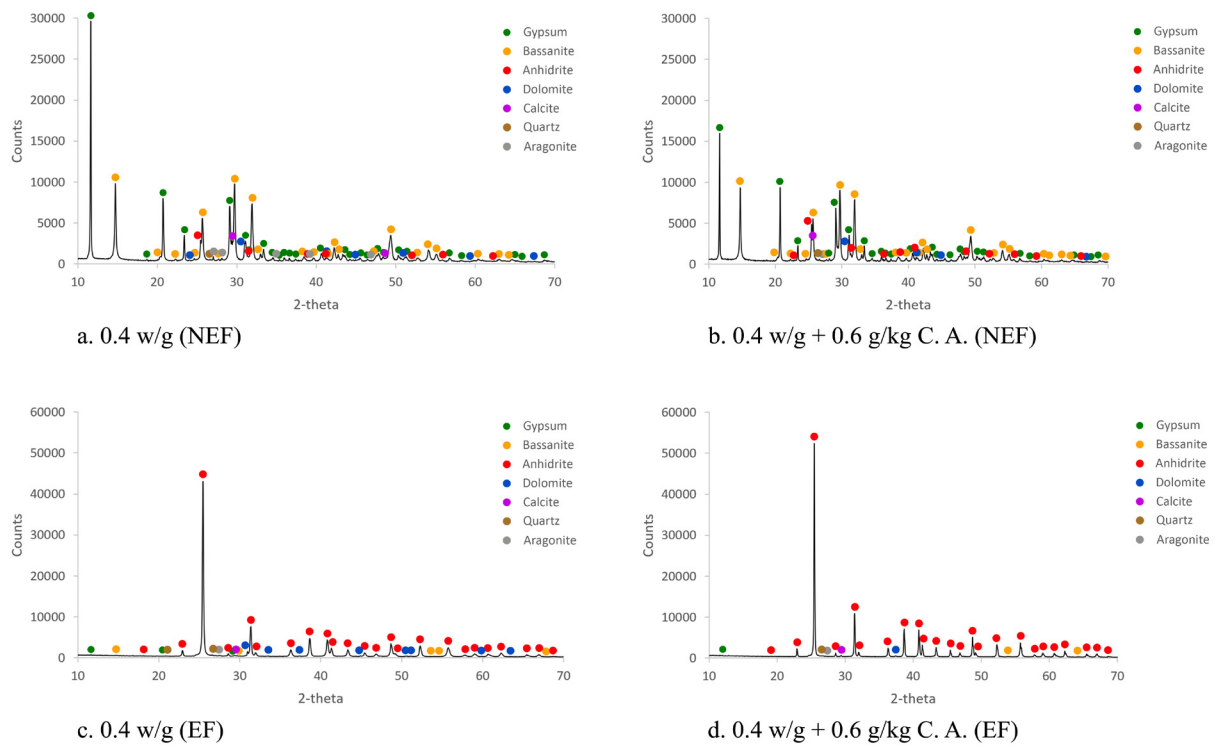 30000
25000
20000
15000
10000
5000
0
Counts
10 20 30 40 50 60 70
2-theta
Gypsum
Bassanite
Anhidrite
Dolomite
Calcite
Quartz
Aragonite
a. 0.4 w/g (NEF)
30000
25000
20000
15000
10000
5000
0
Counts
10 20 30 40 50 60 70
2-theta
Gypsum
Bassanite
Anhidrite
Dolomite
Calcite
Quartz
Aragonite
b. 0.4 w/g + 0.6 g/kg C. A. (NEF)
60000
50000
40000
30000
20000
10000
0
Counts
10 20 30 40 50 60 70
2-theta
Gypsum
Bassanite
Anhidrite
Dolomite
Calcite
Quartz
Aragonite
c. 0.4 w/g (EF)
60000
50000
40000
30000
20000
10000
0
Counts
10 20 30 40 50 60 70
2-theta
Gypsum
Bassanite
Anhidrite
Dolomite
Calcite
Quartz
Aragonite
d. 0.4 w/g + 0.6 g/kg C. A. (EF)